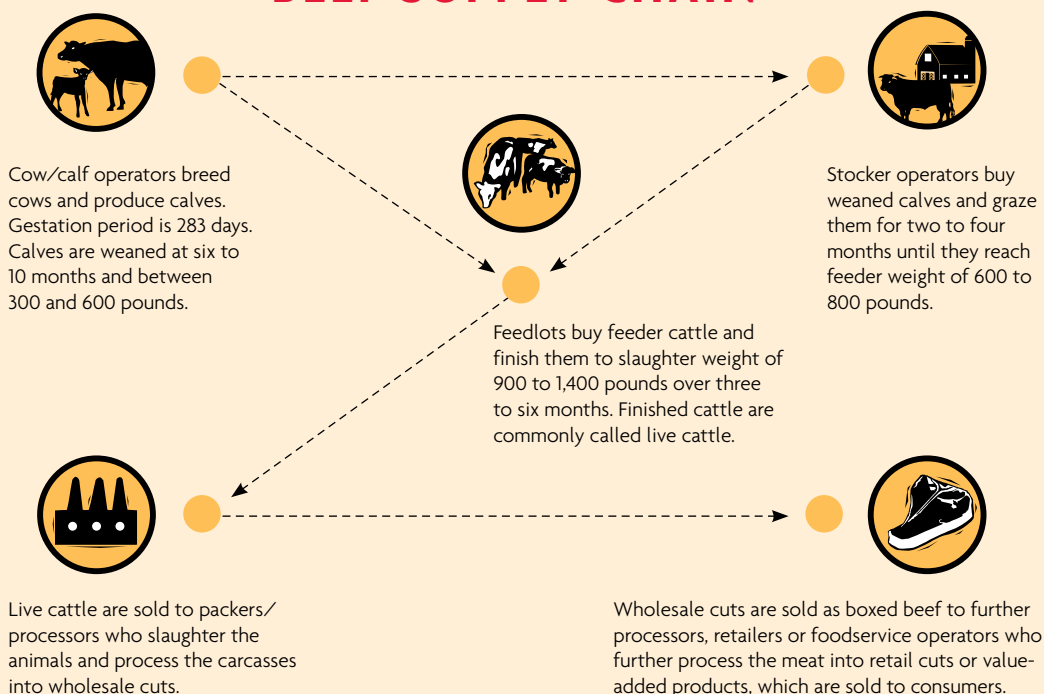 BEEF SUPPLY CHAIN
Cow/calf operators breed
cows and produce calves.
Gestation period is 283 days.
Calves are weaned at six to
10 months and between
300 and 600 pounds.
Stocker operators buy
weaned calves and graze
them for two to four
months until they reach
feeder weight of 600 to
800 pounds.
Feedlots buy feeder cattle and
finish them to slaughter weight of
900 to 1,400 pounds over three
to six months. Finished cattle are
commonly called live cattle.
Live cattle are sold to packers/
processors who slaughter the
animals and process the carcasses
into wholesale cuts.
Wholesale cuts are sold as boxed beef to further
processors, retailers or foodservice operators who
further process the meat into retail cuts or value-
added products, which are sold to consumers.